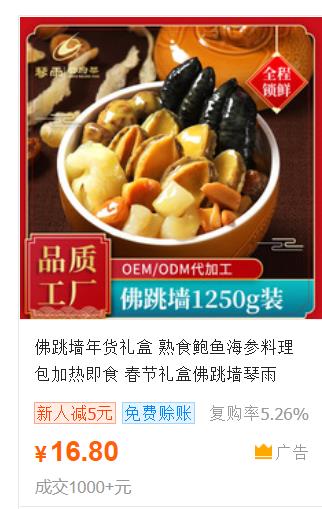 琴雨
全程
锁鲜
品质
工厂
OEM/ODM代加工
佛跳墙1250g装
佛跳墙年货礼盒 熟食鲍鱼海参料理
包加热即食 春节礼盒佛跳墙琴雨
新人减5元 免费赊账 复购率5.26%
¥16.80
广告
成交1000+元